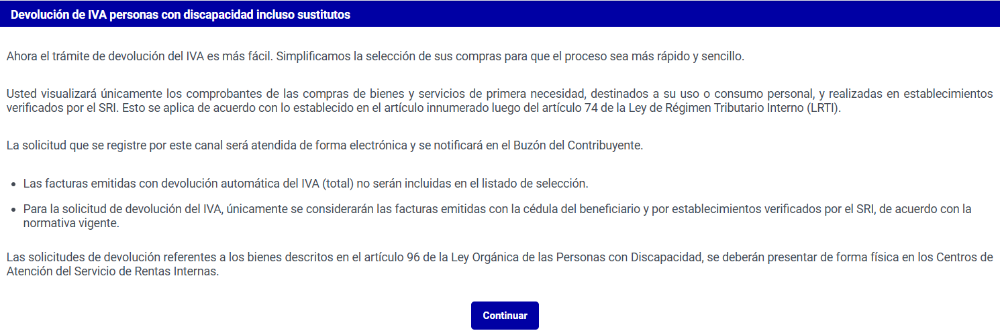 Devolución de IVA personas con discapacidad incluso sustitutos
Ahora el trámite de devolución del IVA es más fácil. Simplificamos la selección de sus compras para que el proceso sea más rápido y sencillo.
Usted visualizará únicamente los comprobantes de las compras de bienes y servicios de primera necesidad, destinados a su uso o consumo personal, y realizadas en establecimientos
verificados por el SRI. Esto se aplica de acuerdo con lo establecido en el artículo innumerado luego del artículo 74 de la Ley de Régimen Tributario Interno (LRTI).
La solicitud que se registre por este canal será atendida de forma electrónica y se notificará en el Buzón del Contribuyente.
• Las facturas emitidas con devolución automática del IVA (total) no serán incluidas en el listado de selección.
• Para la solicitud de devolución del IVA, únicamente se considerarán las facturas emitidas con la cédula del beneficiario y por establecimientos verificados por el SRI, de acuerdo con la
normativa vigente.
Las solicitudes de devolución referentes a los bienes descritos en el artículo 96 de la Ley Orgánica de las Personas con Discapacidad, se deberán presentar de forma física en los Centros de
Atención del Servicio de Rentas Internas.
Continuar